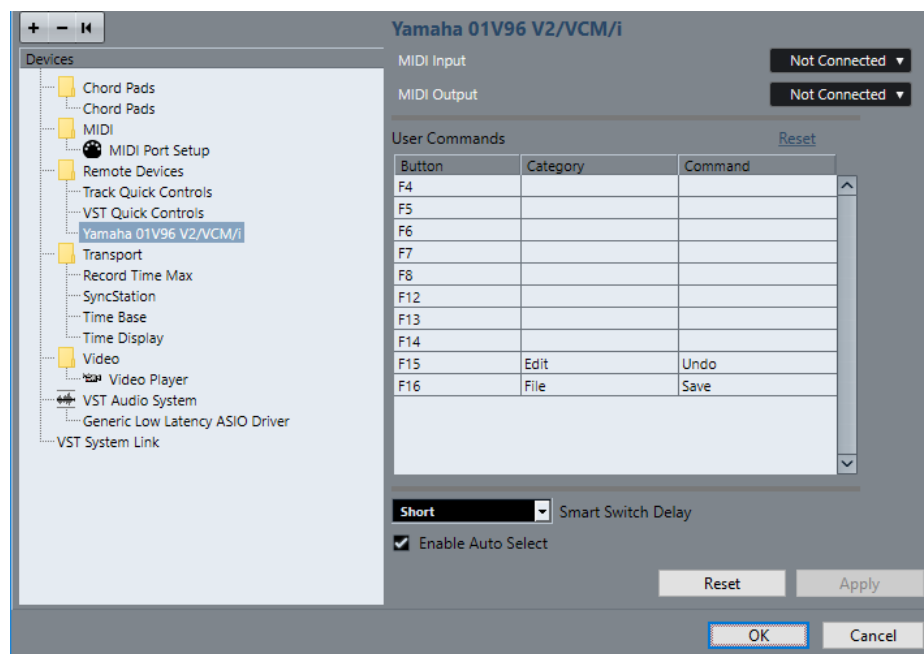 Yamaha 01V96 V2/VCM/i
Devices
Chord Pads
Chord Pads
MIDI
MIDI Port Setup
Remote Devices
Track Quick Controls
VST Quick Controls
Yamaha 01V96 V2/VCM/i
Transport
Record Time Max
SyncStation
Time Base
Time Display
Video
Video Player
VST Audio System
Generic Low Latency ASIO Driver
VST System Link
MIDI Input Not Connected
MIDI Output Not Connected
User Commands Reset
Button Category Command
F4
F5
F6
F7
F8
F12
F13
F14
F15 Edit Undo
F16 File Save
Short Smart Switch Delay
Enable Auto Select
Reset Apply
OK Cancel